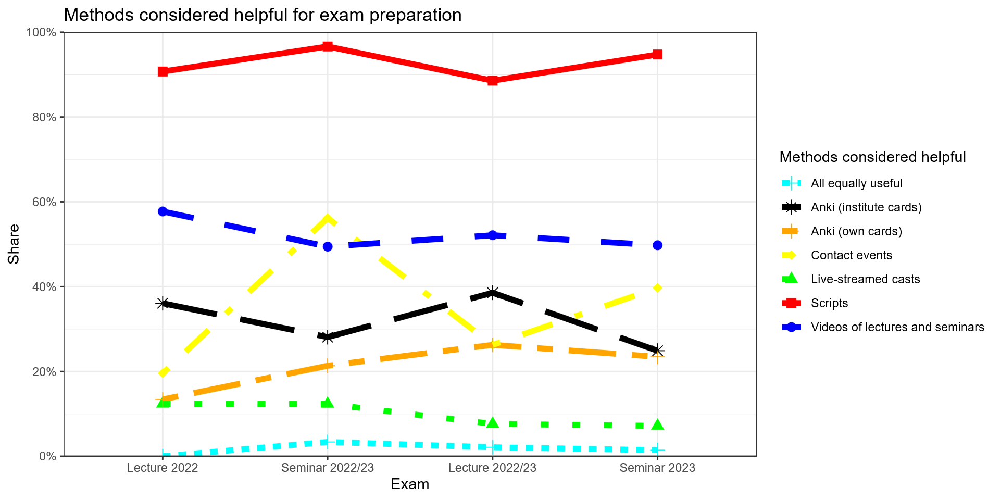 Methods considered helpful for exam preparation
100%
80%
60%
40%
20%
0%
Share
Lecture 2022
Seminar 2022/23
Lecture 2022/23
Seminar 2023
Exam
Methods considered helpful
All equally useful
Anki (institute cards)
Anki (own cards)
Contact events
Live-streamed casts
Scripts
Videos of lectures and seminars